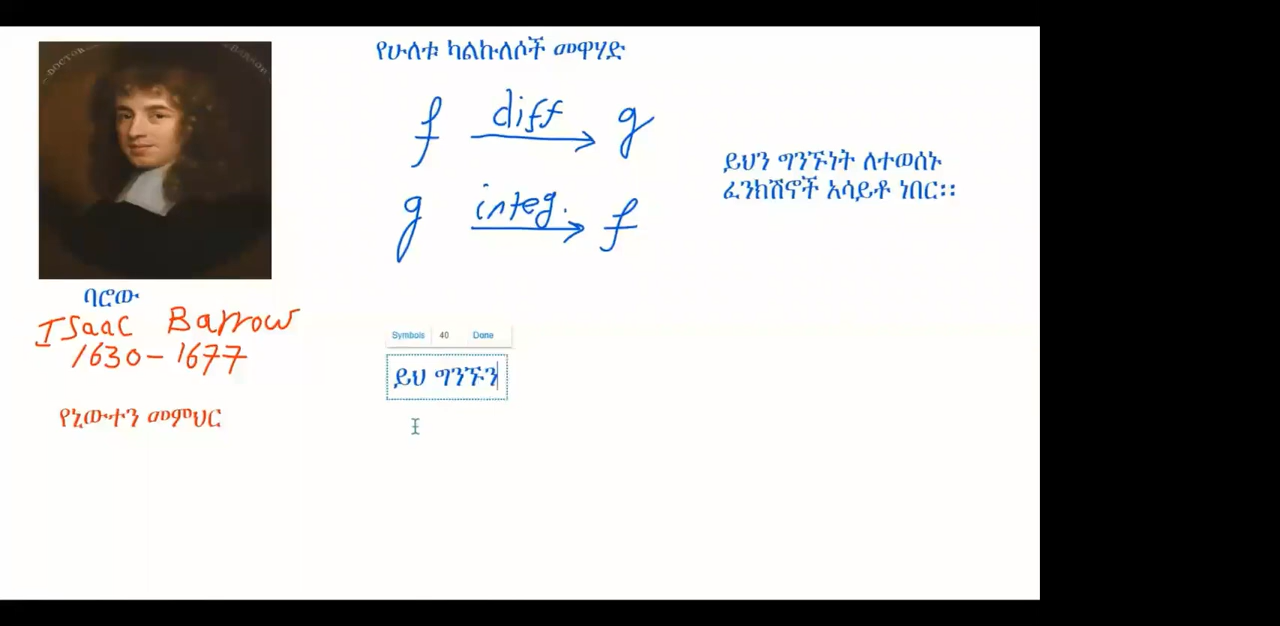 የሁለቱ ካልኩለሶች መዋሃድ
f diff g
g integ. f
ይህን ግንኙነት ለተወሰኑ
ፈንክሽኖች አሳይቶ ነበር፡፡
ባሮው
Isaac Barrow
1630 - 1677
የኒውተን መምህር
Symbols 40 Done
ይህ ግንኙን